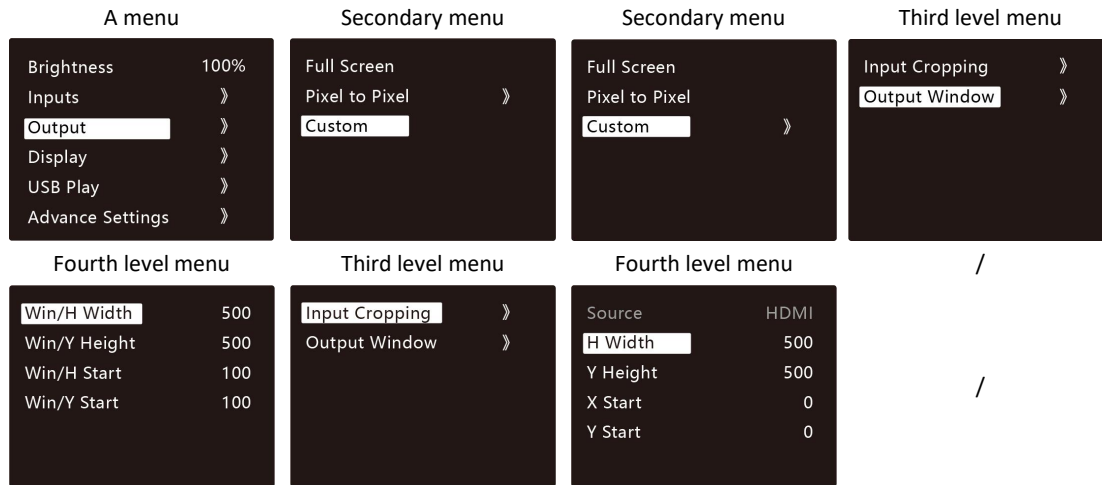 A menu
Brightness 100%
Inputs 》
Output 》
Display 》
USB Play 》
Advance Settings 》
Secondary menu
Full Screen
Pixel to Pixel 》
Custom
Secondary menu
Full Screen
Pixel to Pixel
Custom 》
Third level menu
Input Cropping 》
Output Window 》
Fourth level menu
Win/H Width 500
Win/Y Height 500
Win/H Start 100
Win/Y Start 100
Third level menu
Input Cropping 》
Output Window 》
Fourth level menu
Source HDMI
H Width 500
Y Height 500
X Start 0
Y Start 0
/
/